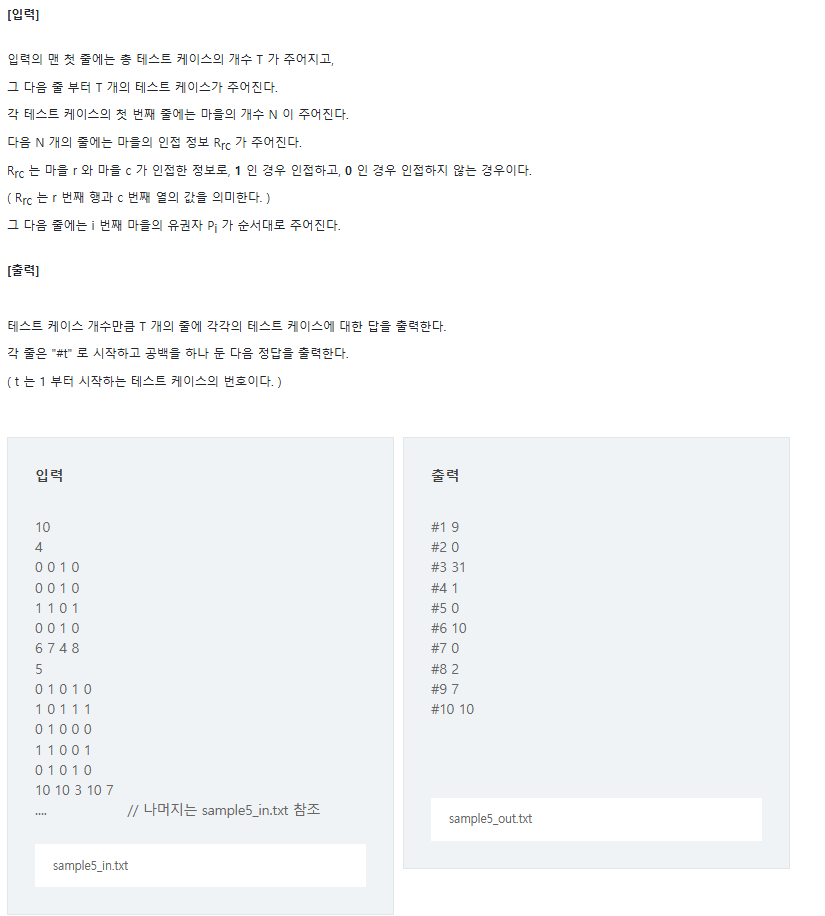 [입력]
입력의 맨 첫 줄에는 총 테스트 케이스의 개수 T 가 주어지고,
그 다음 줄 부터 T 개의 테스트 케이스가 주어진다.
각 테스트 케이스의 첫 번째 줄에는 마을의 개수 N 이 주어진다.
다음 N 개의 줄에는 마을의 인접 정보 Rrc 가 주어진다.
Rrc 는 마을 r 와 마을 c 가 인접한 정보로, 1 인 경우 인접하고, 0 인 경우 인접하지 않는 경우이다.
( Rrc 는 r 번째 행과 c 번째 열의 값을 의미한다. )
그 다음 줄에는 i 번째 마을의 유권자 Pi 가 순서대로 주어진다.
[출력]
테스트 케이스 개수만큼 T 개의 줄에 각각의 테스트 케이스에 대한 답을 출력한다.
각 줄은 "#t" 로 시작하고 공백을 하나 둔 다음 정답을 출력한다.
( t 는 1 부터 시작하는 테스트 케이스의 번호이다. )
입력
10
4
0 0 1 0
0 0 1 0
1 1 0 1
0 0 1 0
6 7 4 8
5
0 1 0 1 0
1 0 1 1 1
0 1 0 0 0
1 1 0 0 1
0 1 0 1 0
10 10 3 10 7
.... // 나머지는 sample5_in.txt 참조
sample5_in.txt
출력
#1 9
#2 0
#3 31
#4 1
#5 0
#6 10
#7 0
#8 2
#9 7
#10 10
sample5_out.txt